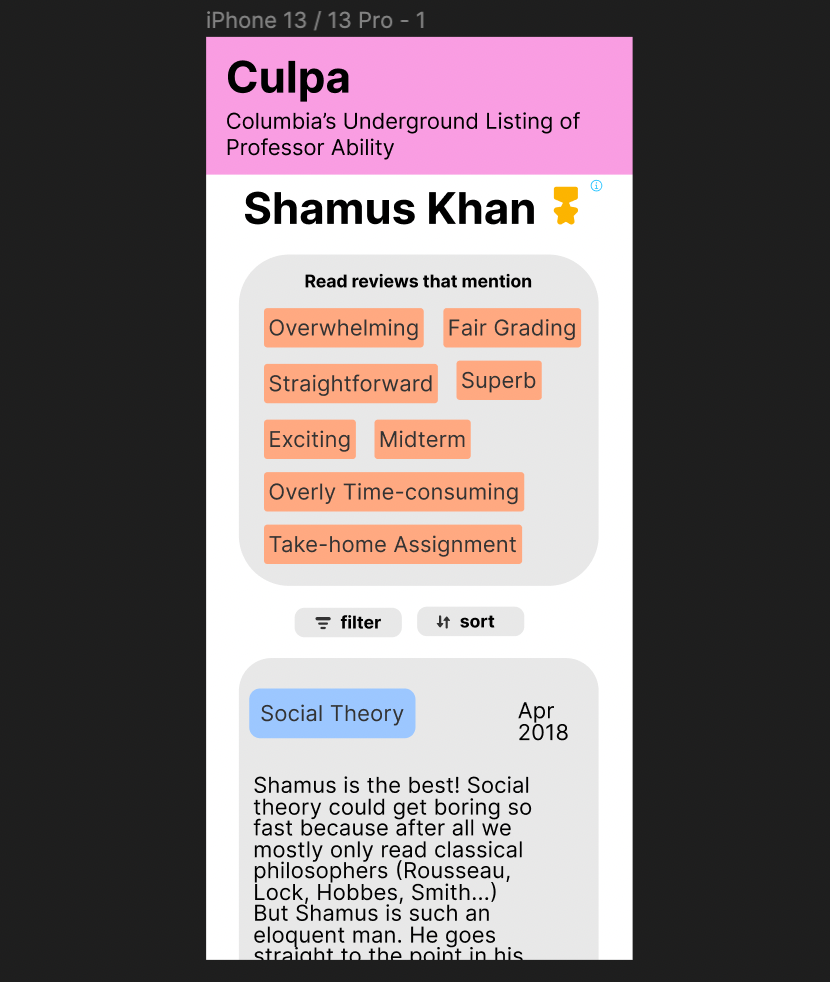 iPhone 13 / 13 Pro - 1
Culpa
Columbia's Underground Listing of
Professor Ability
Shamus Khan
Read reviews that mention
Overwhelming Fair Grading
Straightforward Superb
Exciting Midterm
Overly Time-consuming
Take-home Assignment
filter sort
Social Theory Apr
2018
Shamus is the best! Social
theory could get boring so
fast because after all we
mostly only read classical
philosophers (Rousseau,
Lock, Hobbes, Smith...)
But Shamus is such an
eloquent man. He goes
straight to the point in his